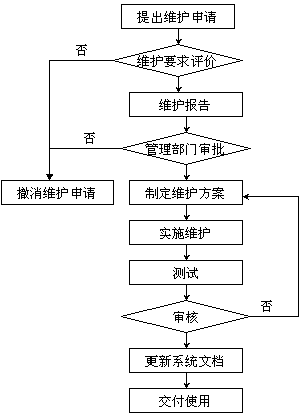 提出维护申请
否
维护要求评价
维护报告
否
管理部门审批
撤消维护申请
制定维护方案
实施维护
测试
否
审核
更新系统文档
交付使用